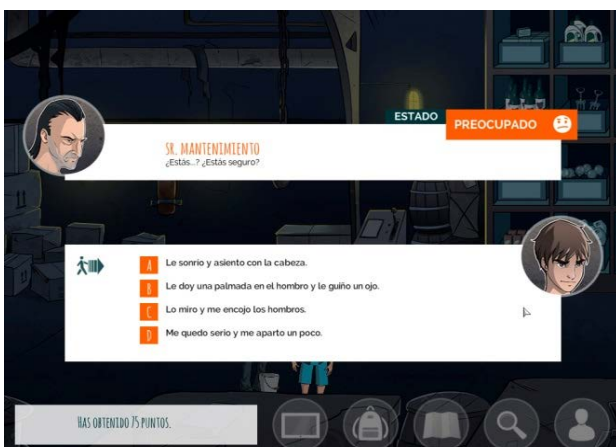 ESTADO
PREOCUPADO
SR. MANTENIMIENTO
¿Estás...? ¿Estás seguro?
A Le sonrio y asiento con la cabeza.
B Le doy una palmada en el hombro y le guiño un ojo.
C Lo miro y me encojo los hombros.
D Me quedo serio y me aparto un poco.
HAS OBTENIDO 75 PUNTOS.